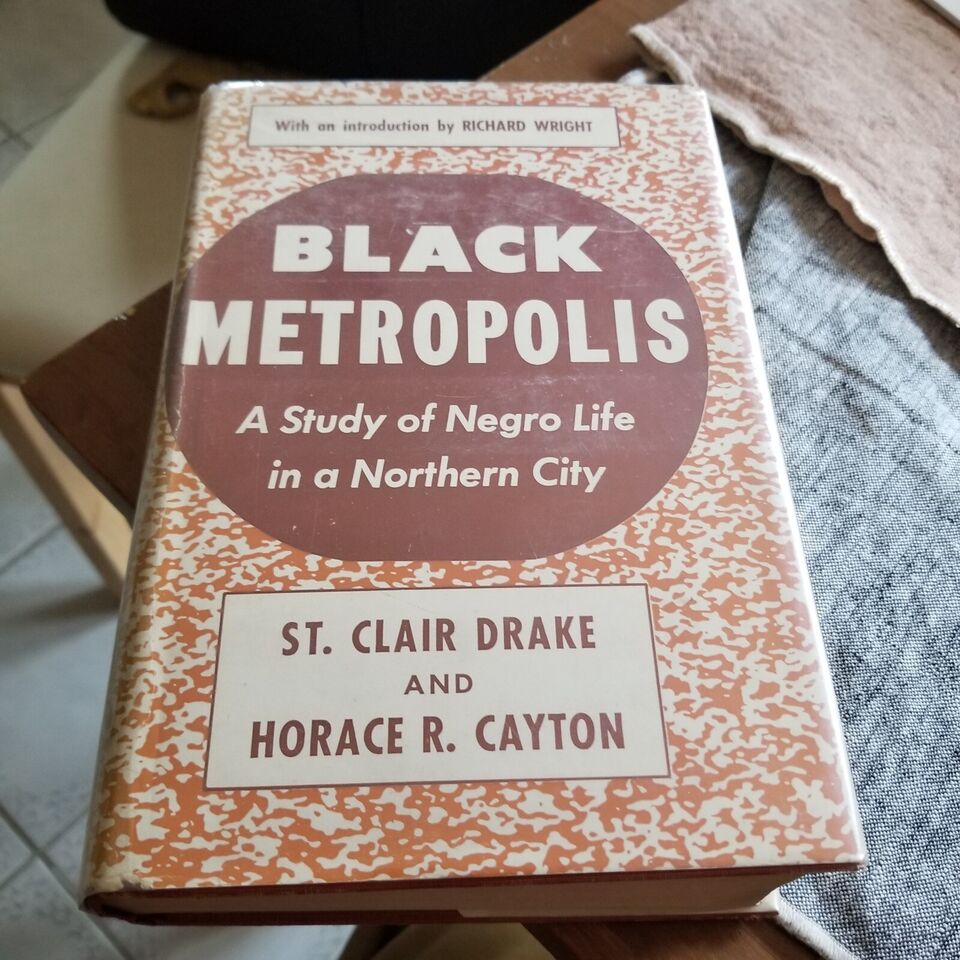 With an introduction by RICHARD WRIGHT
BLACK
METROPOLIS
A Study of Negro Life
in a Northern City
ST. CLAIR DRAKE
AND
HORACE R. CAYTON